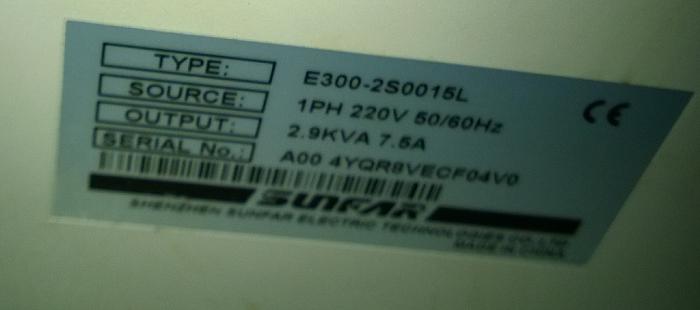 TYPE: E300-2S0015L
SOURCE: 1PH 220V 50/60Hz
OUTPUT: 2.9KVA 7.5A
SERIAL No.: A00 4YQR8VECF04V0
CE
SUNFAR
SHENZHEN SUNFAR ELECTRIC TECHNOLOGIES CO.,LTD.
MADE IN CHINA